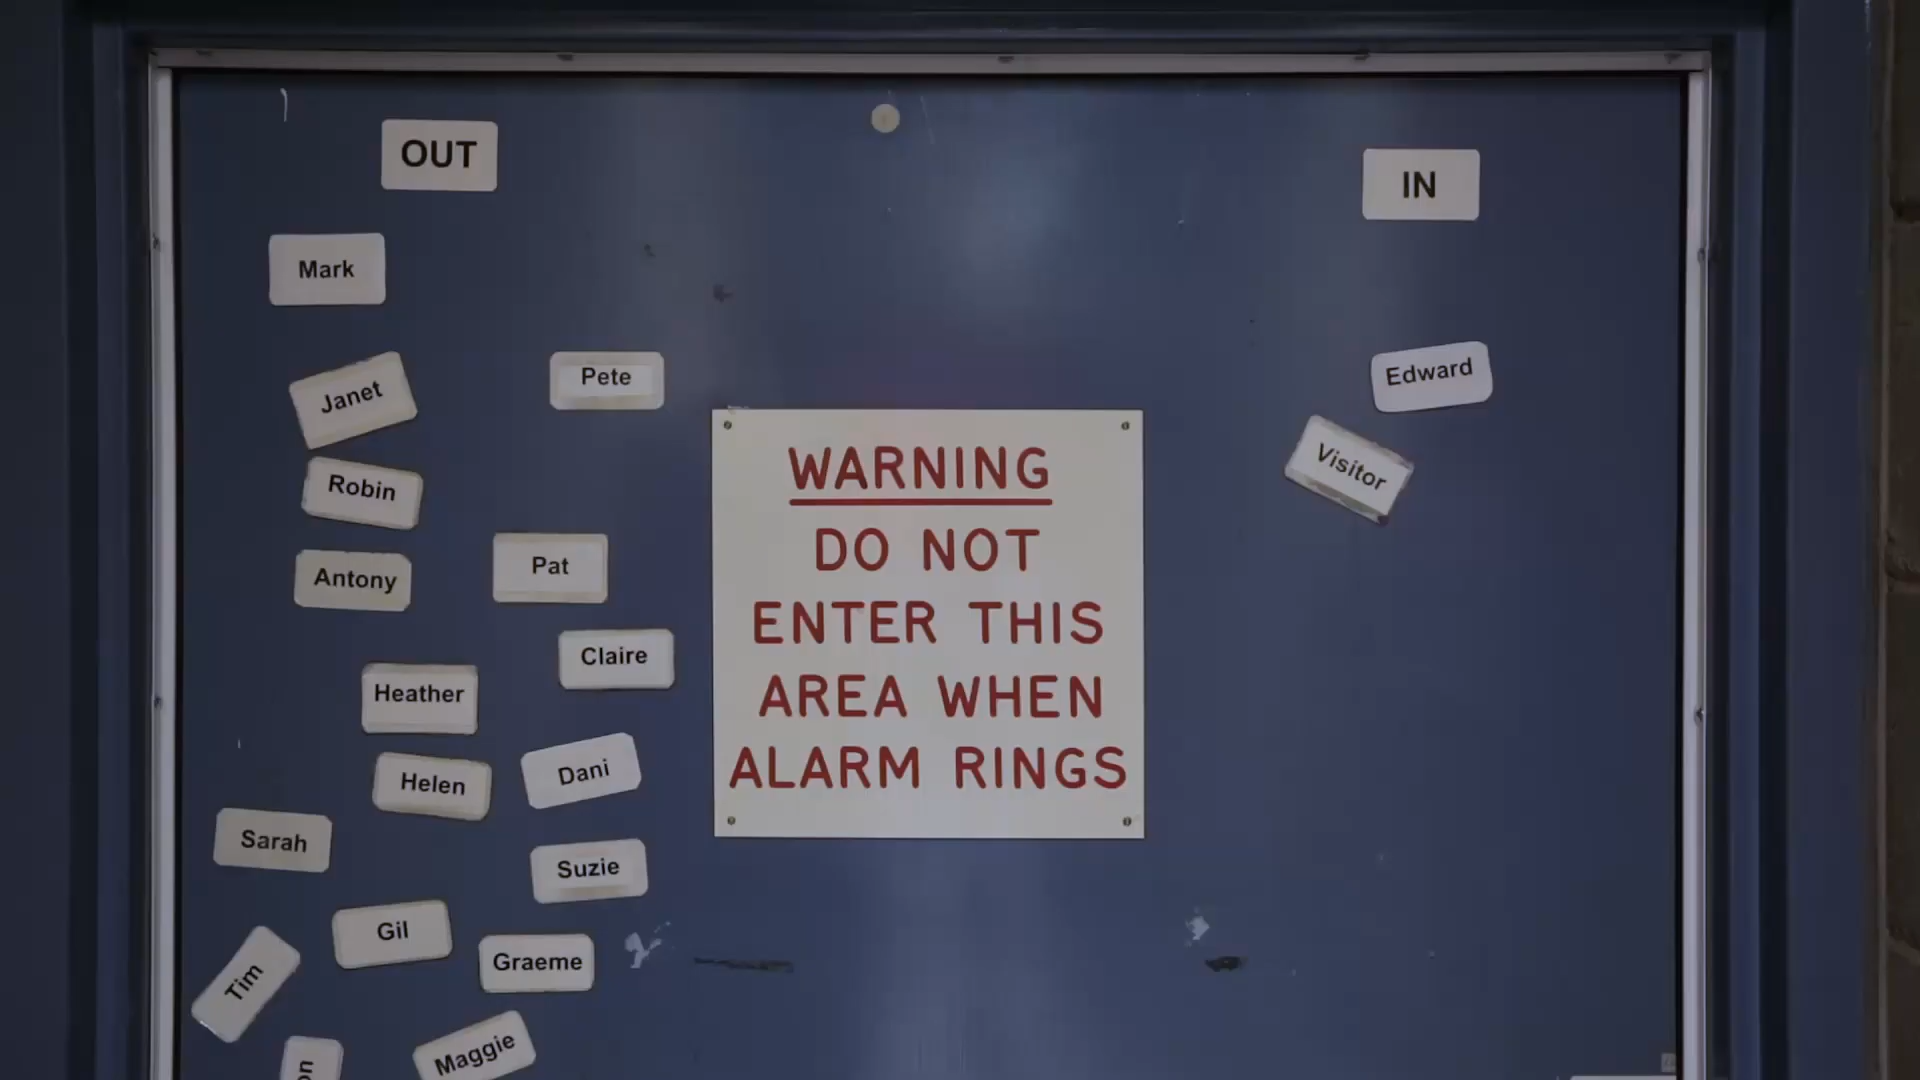 OUT
IN
Mark
Janet
Pete
Edward
Visitor
Robin
Antony
Pat
Claire
Heather
Helen
Dani
Sarah
Suzie
Gil
Graeme
Tim
Maggie
WARNING
DO NOT
ENTER THIS
AREA WHEN
ALARM RINGS